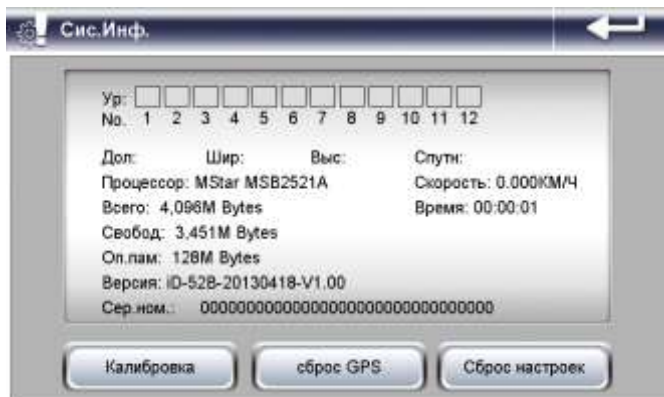 Сис.Инф.
Ур:
No. 1 2 3 4 5 6 7 8 9 10 11 12
Дол: Шир: Выс: Спутн:
Процессор: MStar MSB2521A Скорость: 0.000КМ/Ч
Всего: 4,096M Bytes Время: 00:00:01
Свобод: 3,451M Bytes
Оп.пам: 128M Bytes
Версия: iD-528-20130418-V1.00
Сер.ном.: 00000000000000000000000000000000
Калибровка сброс GPS Сброс настроек